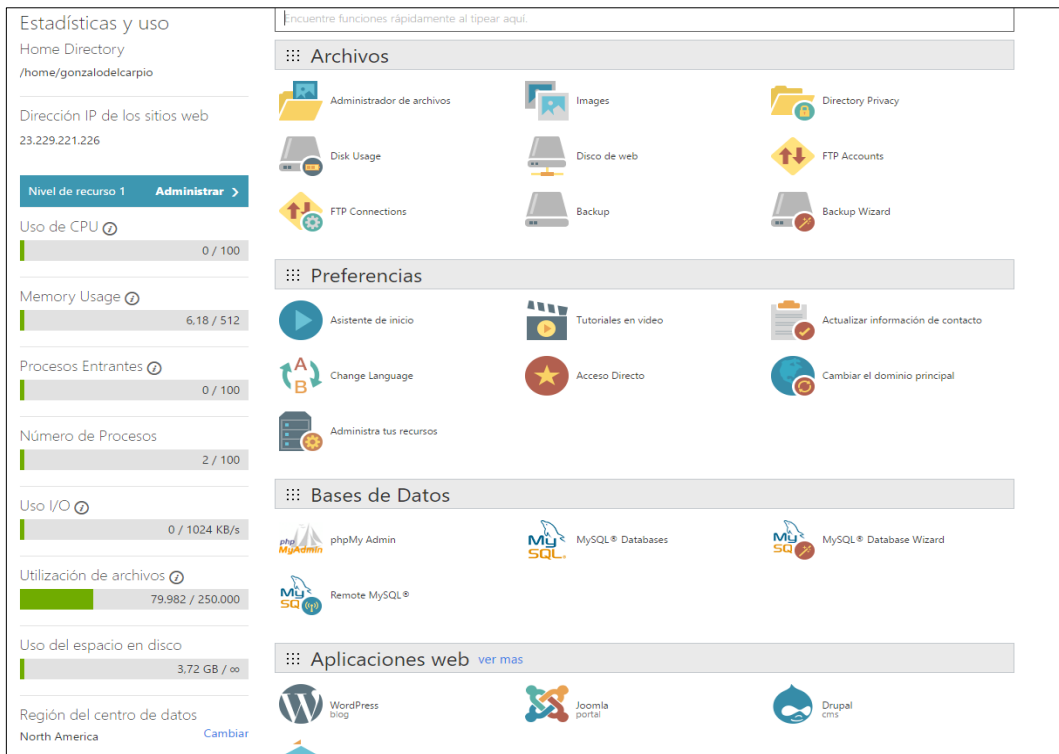 Estadísticas y uso
Home Directory
/home/gonzalodelcarpio
Dirección IP de los sitios web
23.229.221.226
Nivel de recurso 1 Administrar >
Uso de CPU
0 / 100
Memory Usage
6,18 / 512
Procesos Entrantes
0 / 100
Número de Procesos
2 / 100
Uso I/O
0 / 1024 KB/s
Utilización de archivos
79.982 / 250.000
Uso del espacio en disco
3,72 GB / ∞
Región del centro de datos
North America Cambiar
Encuentre funciones rápidamente al tipear aquí.
Archivos
Administrador de archivos
Images
Directory Privacy
Disk Usage
Disco de web
FTP Accounts
FTP Connections
Backup
Backup Wizard
Preferencias
Asistente de inicio
Tutoriales en video
Actualizar información de contacto
A
B
Change Language
Acceso Directo
Cambiar el dominio principal
Administra tus recursos
Bases de Datos
php MyAdmin
phpMy Admin
MySQL®
MySQL® Databases
MySQ
MySQL® Database Wizard
MySQ
Remote MySQL®
Aplicaciones web ver mas
WordPress
blog
Joomla
portal
Drupal
cms